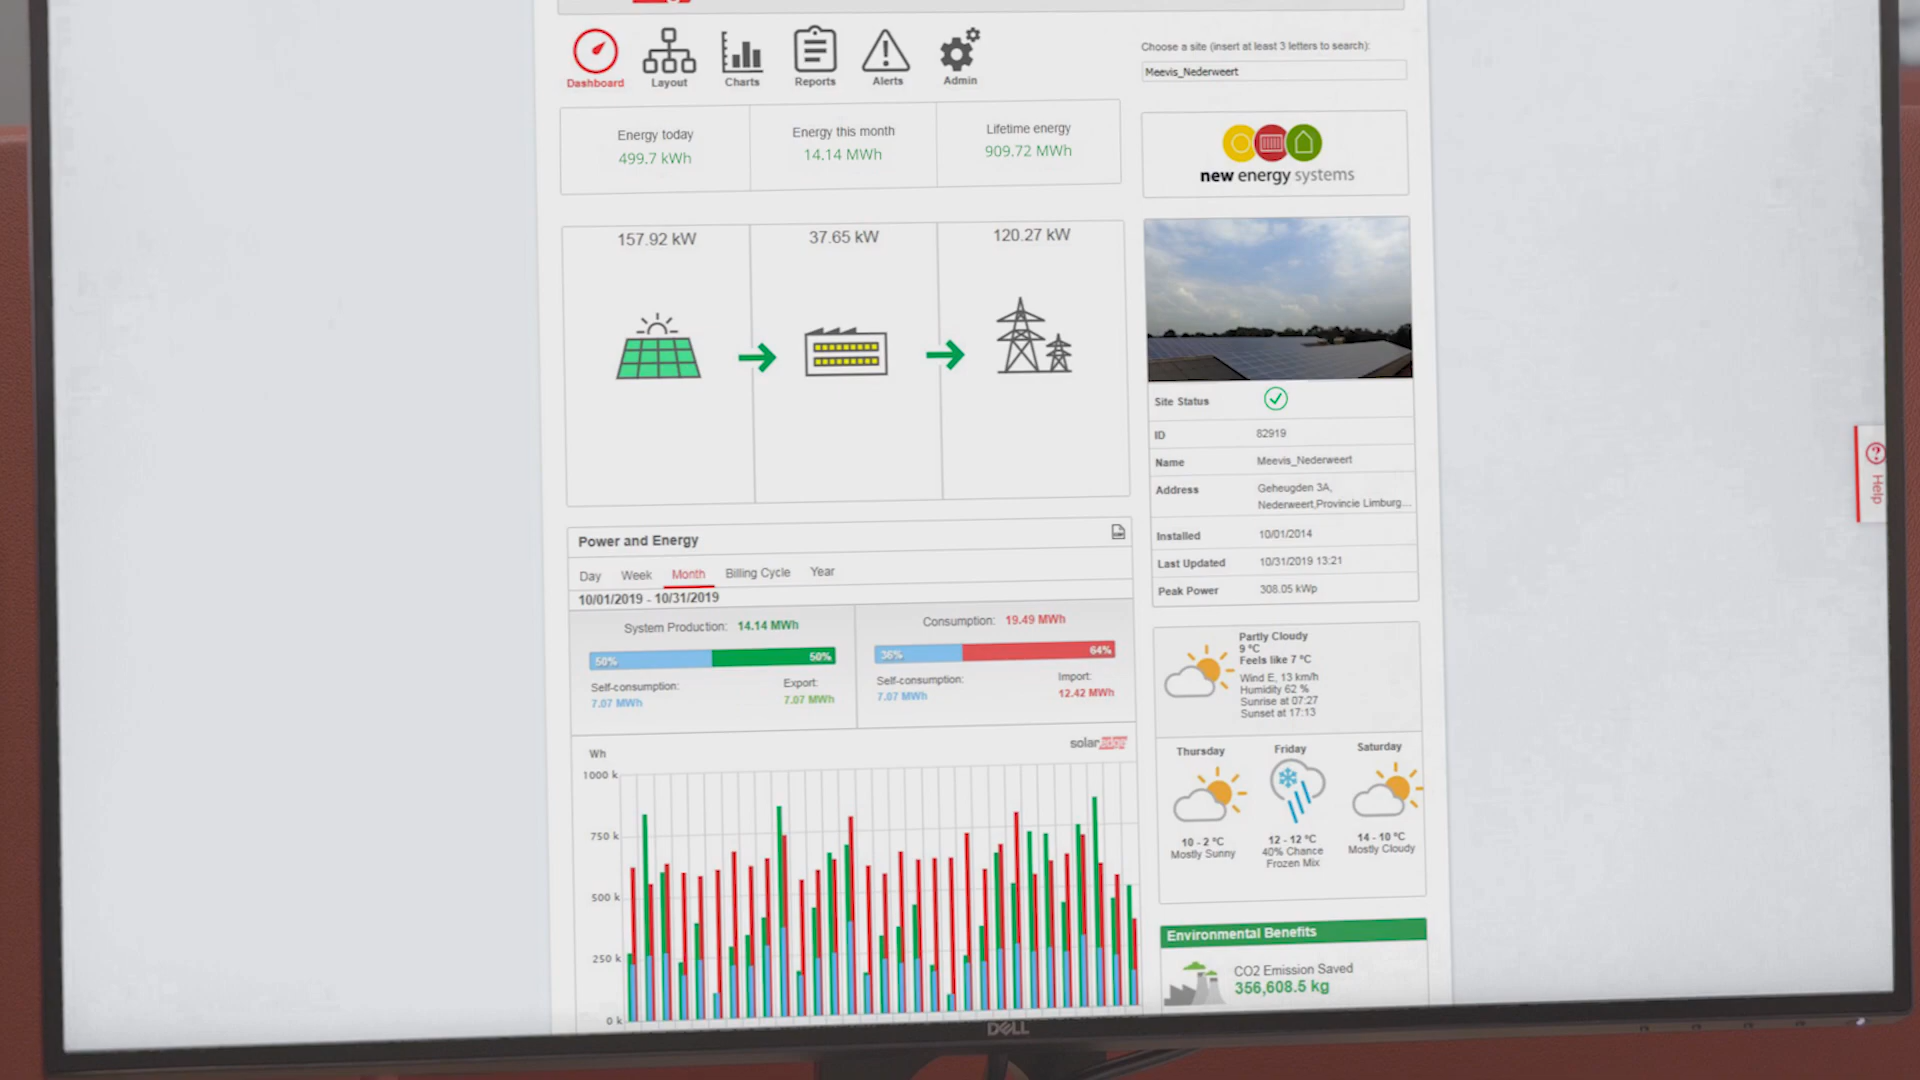 Dashboard
Layout
Charts
Reports
Alerts
Admin
Choose a site (insert at least 3 letters to search):
Meevis_Nederweert
Energy today
499.7 kWh
Energy this month
14.14 MWh
Lifetime energy
909.72 MWh
new energy systems
157.92 kW
37.65 kW
120.27 kW
Site Status
ID 82919
Name Meevis_Nederweert
Address Geheugden 3A,
Nederweert,Provincie Limburg...
Installed 10/01/2014
Last Updated 10/31/2019 13:21
Peak Power 308.05 kWp
Help
Power and Energy
Day Week Month Billing Cycle Year
10/01/2019 - 10/31/2019
System Production: 14.14 MWh
50% 50%
Self-consumption:
7.07 MWh
Export:
7.07 MWh
Consumption: 19.49 MWh
36% 64%
Self-consumption:
7.07 MWh
Import:
12.42 MWh
Wh
solaredge
1000 k
750 k
500 k
250 k
0 k
Partly Cloudy
9 ºC
Feels like 7 ºC
Wind E, 13 km/h
Humidity 62 %
Sunrise at 07:27
Sunset at 17:13
Thursday
10 - 2 ºC
Mostly Sunny
Friday
12 - 12 ºC
40% Chance
Frozen Mix
Saturday
14 - 10 ºC
Mostly Cloudy
Environmental Benefits
CO2 Emission Saved
356,608.5 kg
DELL